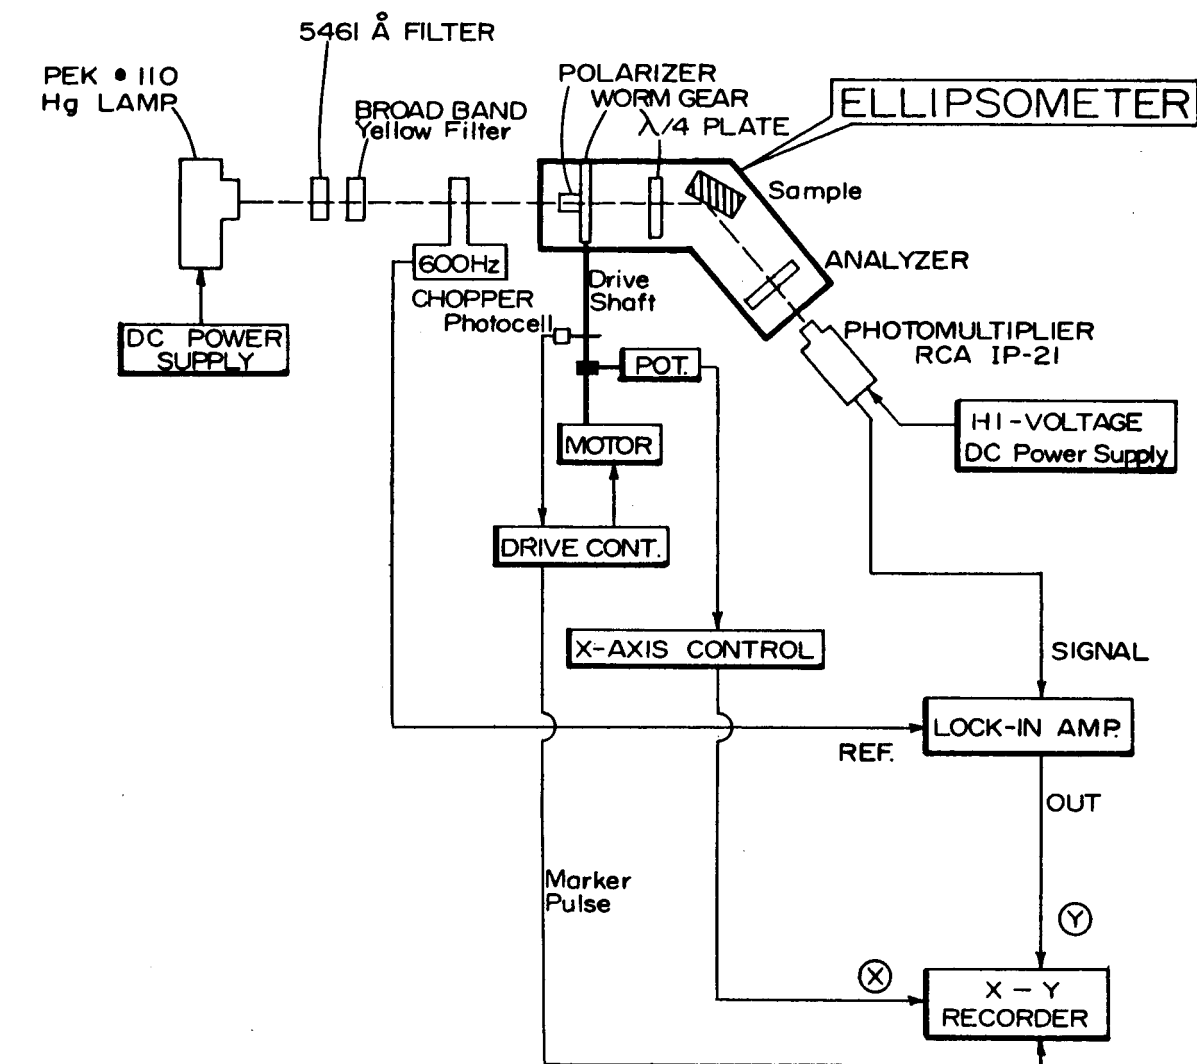 5461 Å FILTER
PEK • 110
Hg LAMP
BROAD BAND
Yellow Filter
POLARIZER
WORM GEAR
λ/4 PLATE
ELLIPSOMETER
Sample
ANALYZER
600Hz
CHOPPER
Photocell
Drive
Shaft
DC POWER
SUPPLY
PHOTOMULTIPLIER
RCA IP-21
POT.
HI-VOLTAGE
DC Power Supply
MOTOR
DRIVE CONT.
X-AXIS CONTROL
SIGNAL
LOCK-IN AMP.
REF.
OUT
Marker
Pulse
Y
X
X-Y
RECORDER